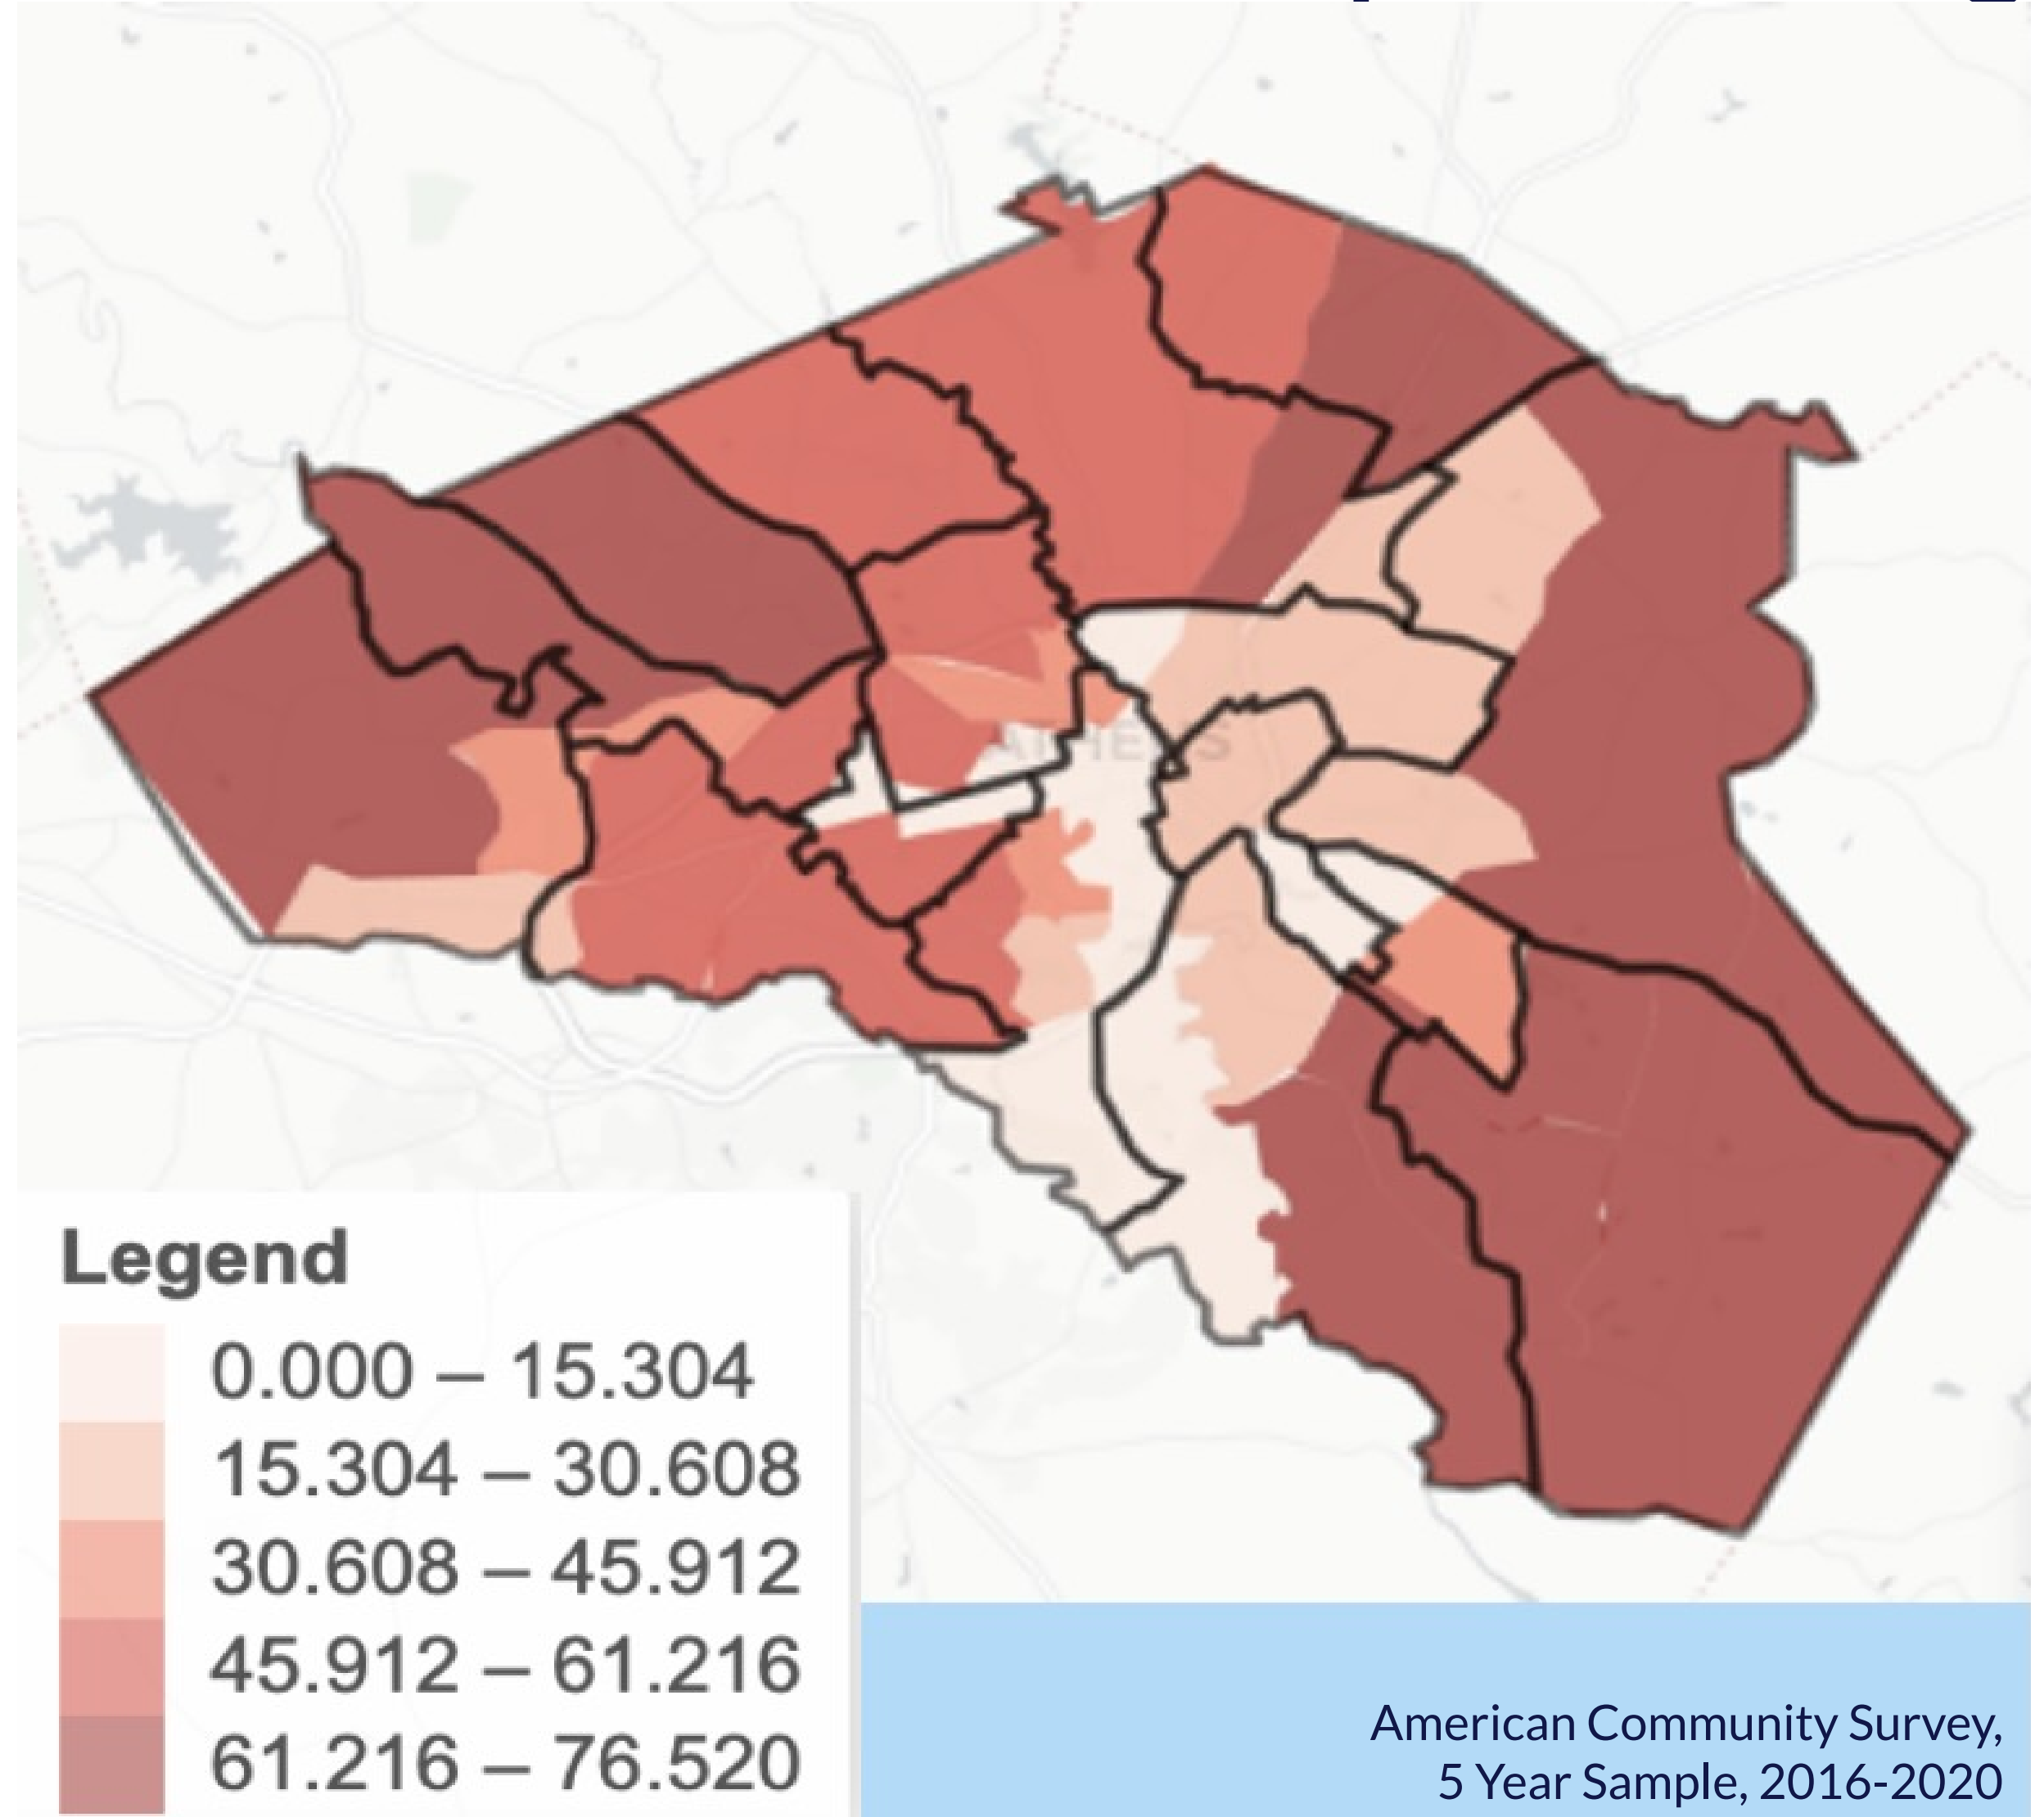 ATHENS
Legend
0.000 – 15.304
15.304 – 30.608
30.608 – 45.912
45.912 – 61.216
61.216 – 76.520
American Community Survey,
5 Year Sample, 2016-2020